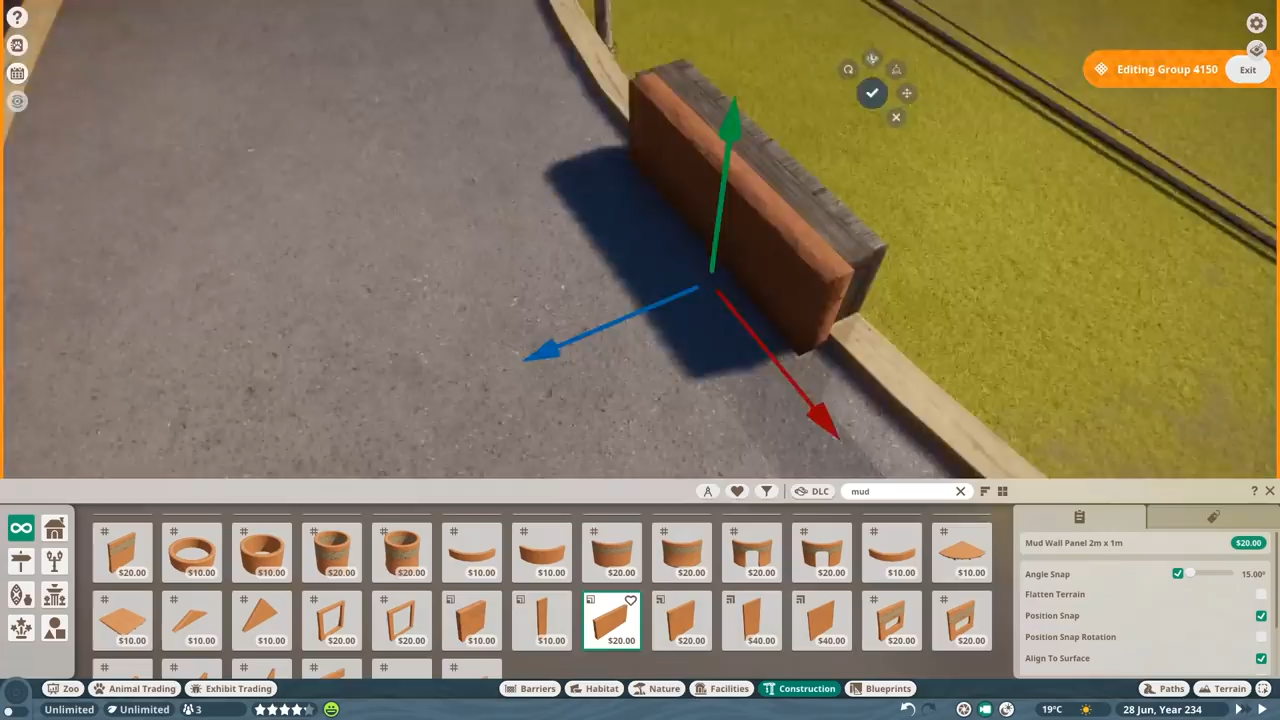 ?
Editing Group 4150
Exit
DLC
mud
?
$20.00
$10.00
$10.00
$20.00
$20.00
$10.00
$10.00
$20.00
$20.00
$20.00
$20.00
$10.00
$10.00
Mud Wall Panel 2m x 1m
$20.00
Angle Snap
15.00°
Flatten Terrain
Position Snap
Position Snap Rotation
Align To Surface
$10.00
$10.00
$10.00
$20.00
$20.00
$10.00
$10.00
$20.00
$20.00
$40.00
$40.00
$20.00
$20.00
Zoo
Animal Trading
Exhibit Trading
Barriers
Habitat
Nature
Facilities
Construction
Blueprints
Paths
Terrain
Unlimited
Unlimited
3
19°C
28 Jun, Year 234